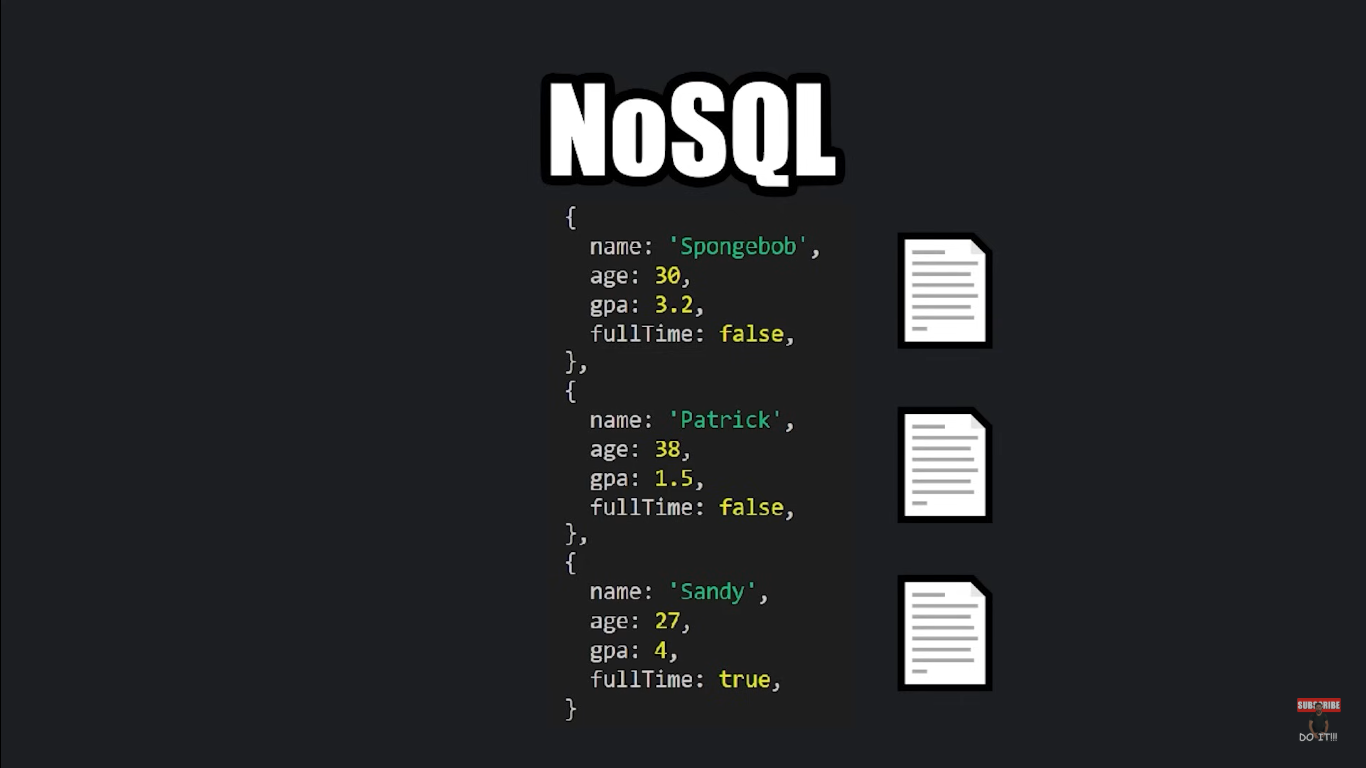 NoSQL
{
name: 'Spongebob',
age: 30,
gpa: 3.2,
fullTime: false,
},
{
name: 'Patrick',
age: 38,
gpa: 1.5,
fullTime: false,
},
{
name: 'Sandy',
age: 27,
gpa: 4,
fullTime: true,
}
SUBSCRIBE
DO IT!!!